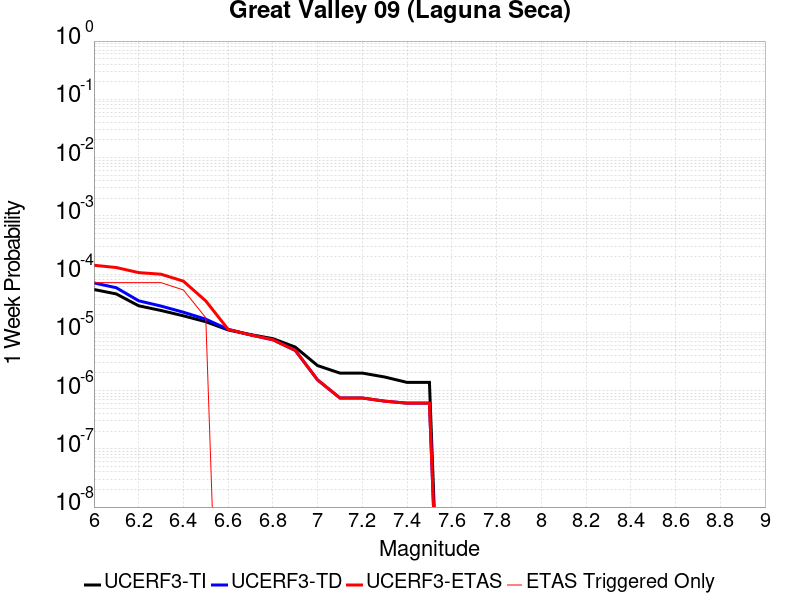 Great Valley 09 (Laguna Seca)
10^0
10^-1
10^-2
10^-3
10^-4
10^-5
10^-6
10^-7
10^-8
1 Week Probability
6 6.2 6.4 6.6 6.8 7 7.2 7.4 7.6 7.8 8 8.2 8.4 8.6 8.8 9
Magnitude
UCERF3-TI UCERF3-TD UCERF3-ETAS ETAS Triggered Only